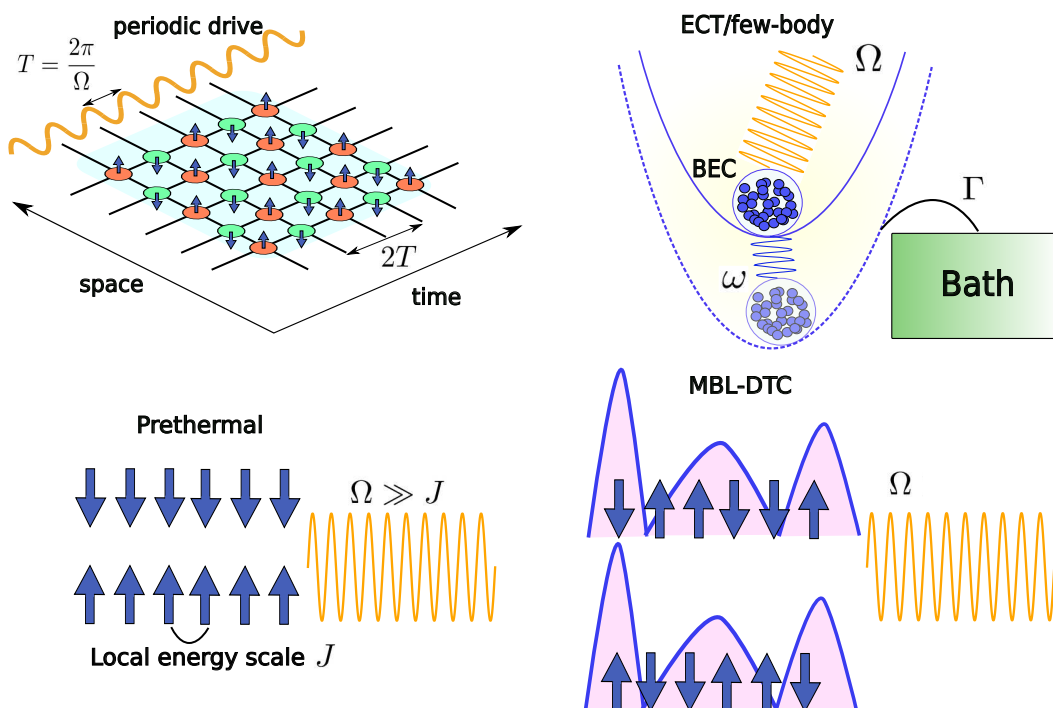 periodic drive
T = 2π/Ω
space
2T
time
ECT/few-body
Ω
BEC
Γ
ω
Bath
Prethermal
Ω ≫ J
Local energy scale J
MBL-DTC
Ω